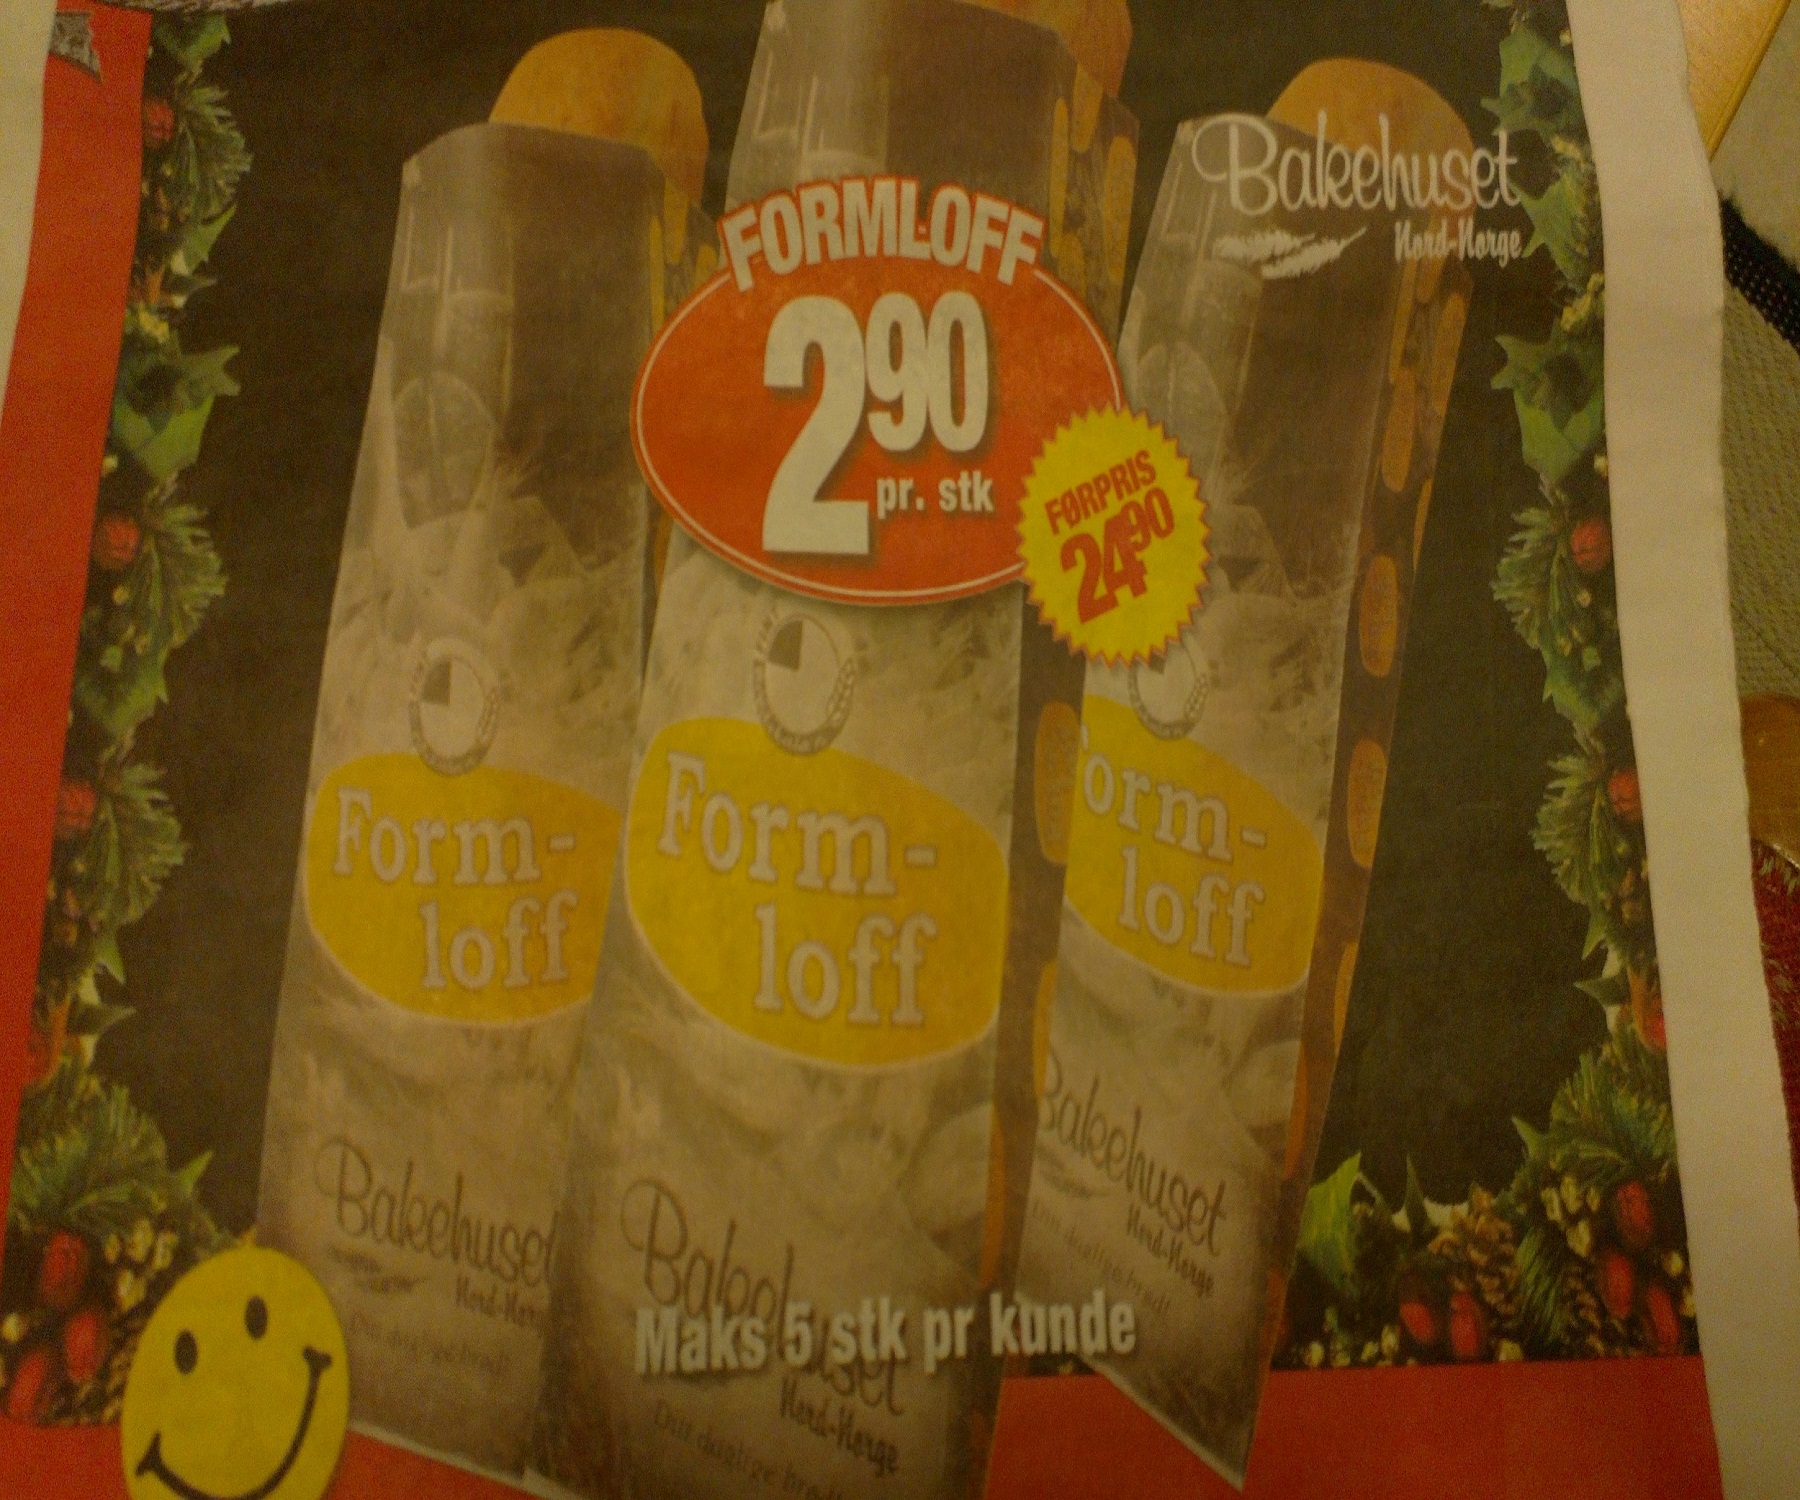 Bakehuset
Nord-Norge
FORMLOFF
2 90
pr. stk
FØRPRIS
24 90
Form-
loff
Form-
loff
orm-
loff
Bakehuset
Nord-Norge
Bakehuset
Nord-Norge
Bakehuset
Nord-Norge
Maks 5 stk pr kunde